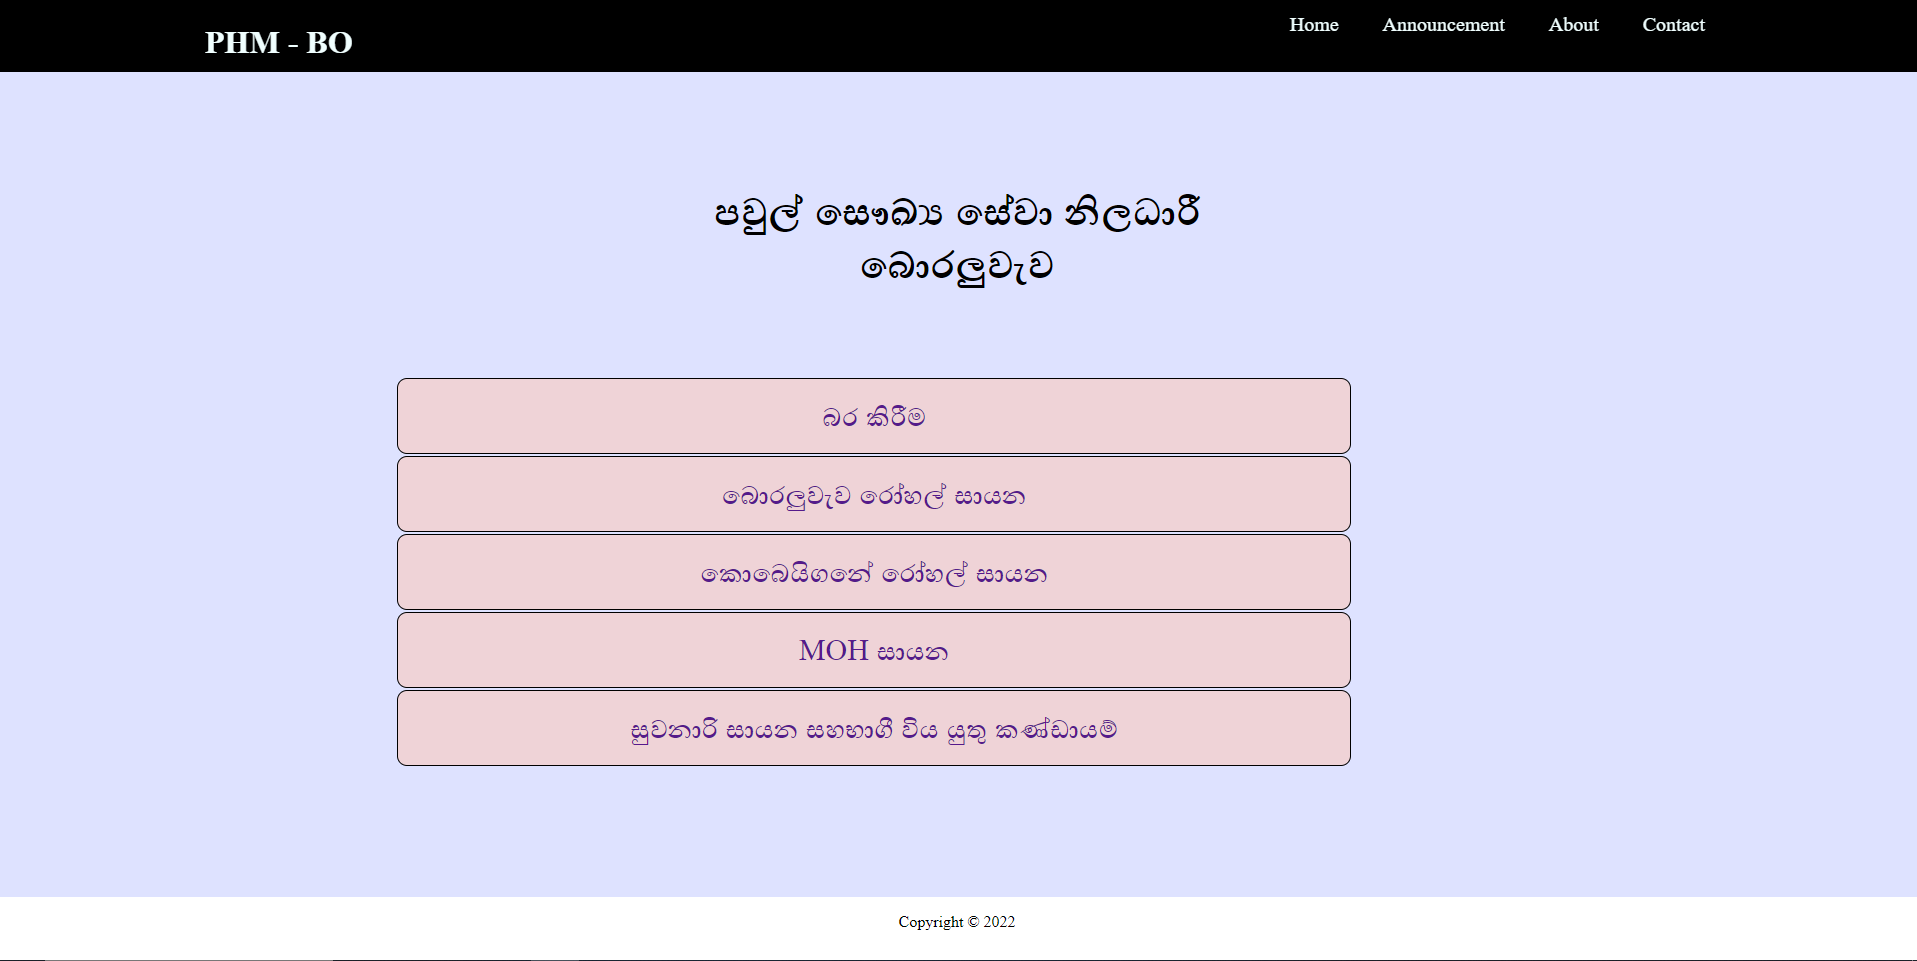 PHM - BO
Home Announcement About Contact
පවුල් සෞඛ්‍ය සේවා නිලධාරී
බොරලුවැව
බර කිරීම
බොරලුවැව රෝහල් සායන
කොබෙයිගනේ රෝහල් සායන
MOH සායන
සුවනාරි සායන සහභාගී විය යුතු කණ්ඩායම්
Copyright © 2022